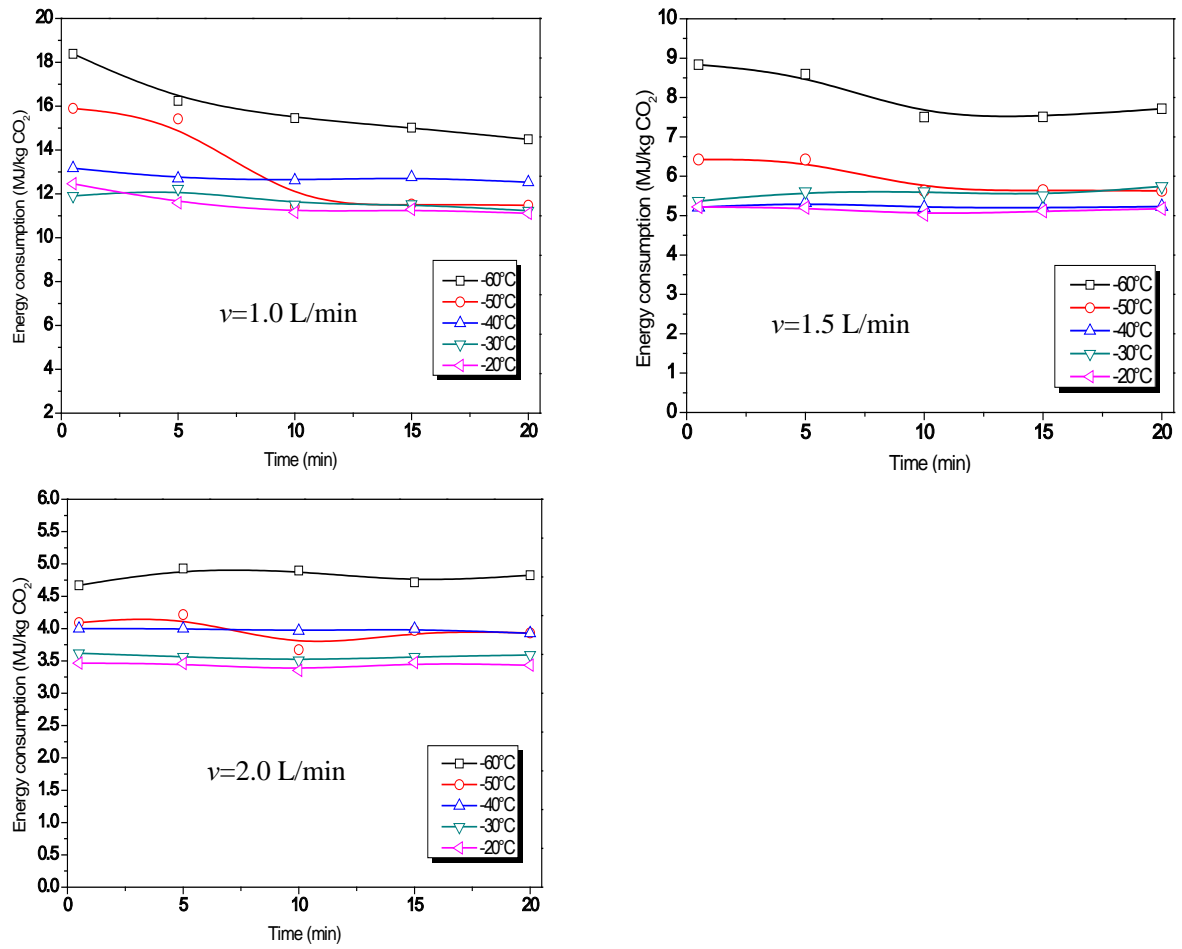 20
18
16
14
12
10
8
6
4
2
0
5
10
15
20
Energy consumption (MJ/kg CO2)
Time (min)
v=1.0 L/min
-60°C
-50°C
-40°C
-30°C
-20°C
10
9
8
7
6
5
4
3
2
1
0
0
5
10
15
20
Energy consumption (MJ/kg CO2)
Time (min)
v=1.5 L/min
-60°C
-50°C
-40°C
-30°C
-20°C
6.0
5.5
5.0
4.5
4.0
3.5
3.0
2.5
2.0
1.5
1.0
0.5
0.0
0
5
10
15
20
Energy consumption (MJ/kg CO2)
Time (min)
v=2.0 L/min
-60°C
-50°C
-40°C
-30°C
-20°C